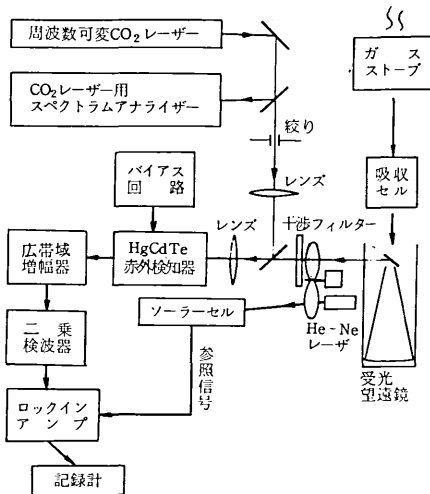 周波数可変CO₂レーザー
CO₂レーザー用
スペクトラムアナライザー
ガス
ストーブ
絞り
バイアス
回路
レンズ
吸収
セル
レンズ
干渉フィルター
広帯域
増幅器
HgCdTe
赤外検知器
ソーラーセル
He-Ne
レーザ
二乗
検波器
参照信号
受光
望遠鏡
ロックイン
アンプ
記録計